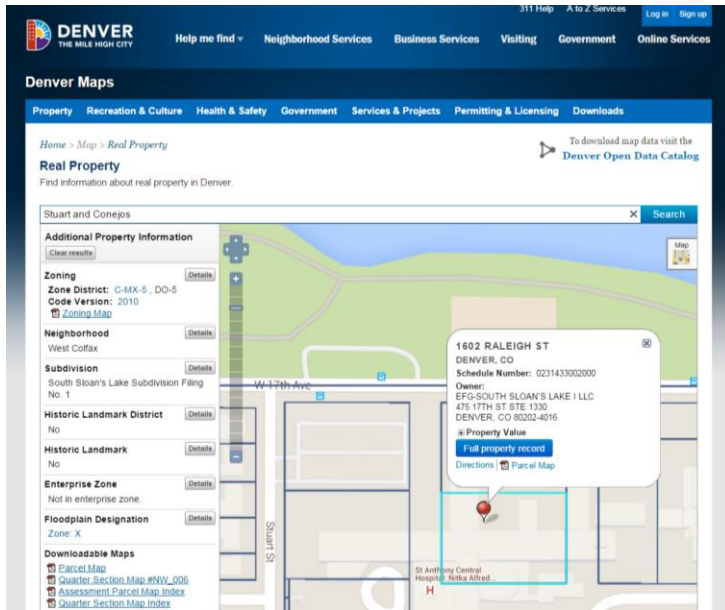 311 Help A to Z Services Log in Sign up
DENVER
THE MILE HIGH CITY
Help me find Neighborhood Services Business Services Visiting Government Online Services
Denver Maps
Property Recreation & Culture Health & Safety Government Services & Projects Permitting & Licensing Downloads
Home > Map > Real Property
To download map data visit the
Denver Open Data Catalog
Real Property
Find information about real property in Denver.
Stuart and Conejos X Search
Additional Property Information
Clear results
Zoning Details
Zone District: C-MX-5 , DO-5
Code Version: 2010
Zoning Map
Neighborhood Details
West Colfax
Subdivision Details
South Sloan's Lake Subdivision Filing
No. 1
Historic Landmark District Details
No
Historic Landmark Details
No
Enterprise Zone Details
Not in enterprise zone.
Floodplain Designation Details
Zone: X
Downloadable Maps
Parcel Map
Quarter Section Map #NW_006
Assessment Parcel Map Index
Quarter Section Map Index
Map
W 17th Ave
Stuart St
1602 RALEIGH ST
DENVER, CO
Schedule Number: 0231433002000
Owner:
EFG-SOUTH SLOAN'S LAKE I LLC
475 17TH ST STE 1330
DENVER, CO 80202-4016
Property Value
Full property record
Directions | Parcel Map
St Anthony Central
Hospital: Nitka Alfred...
H